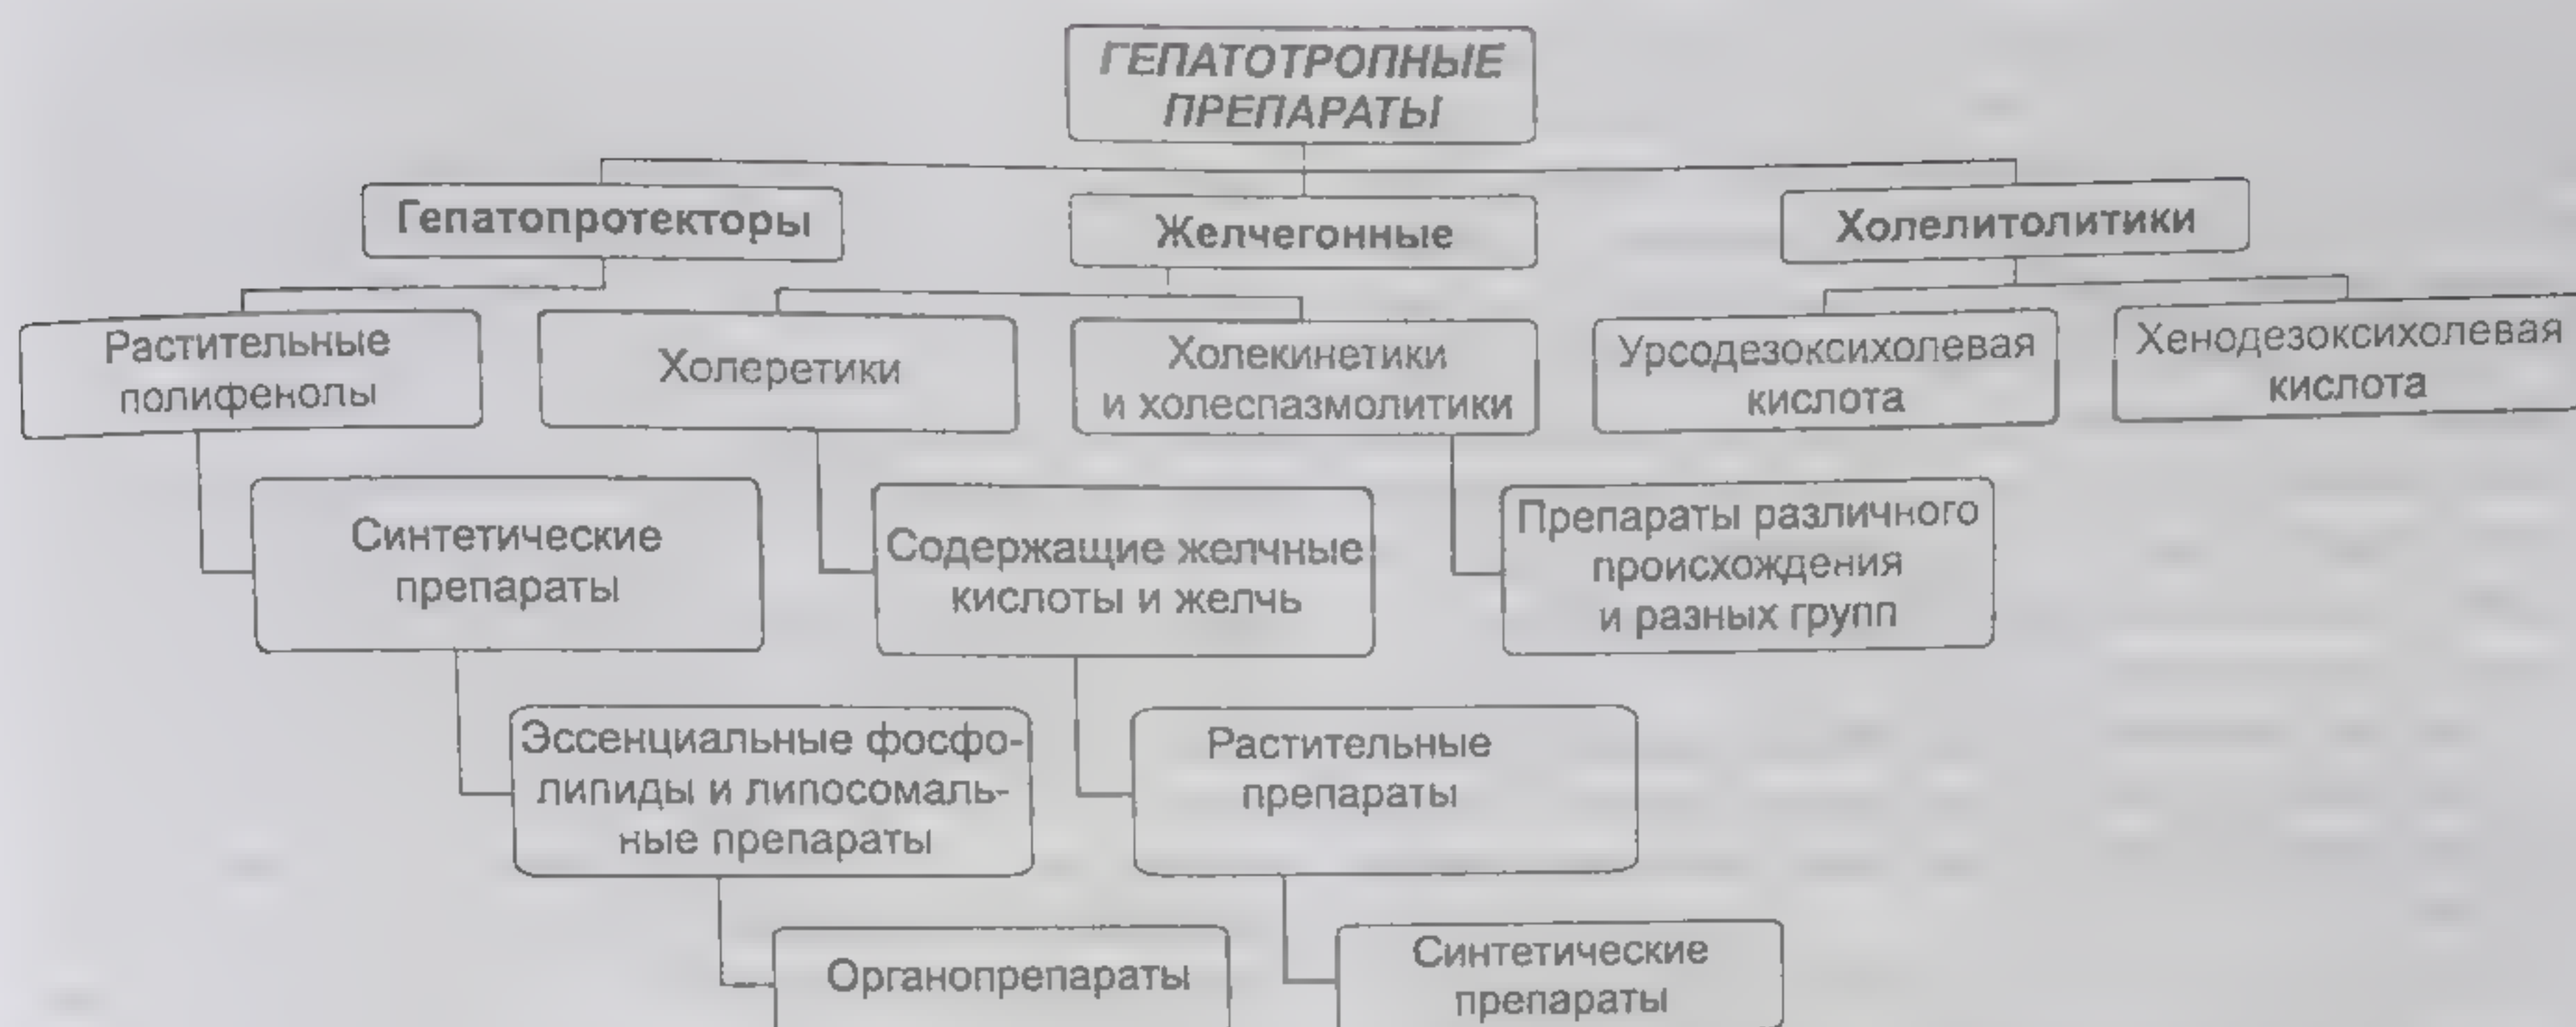 ГЕПАТОТРОПНЫЕ
ПРЕПАРАТЫ
Гепатопротекторы
Желчегонные
Холелитолитики
Растительные
полифенолы
Холеретики
Холекинетики
и холеспазмолитики
Урсодезоксихолевая
кислота
Хенодезоксихолевая
кислота
Синтетические
препараты
Содержащие желчные
кислоты и желчь
Препараты различного
происхождения
и разных групп
Эссенциальные фосфо-
липиды и липосомаль-
ные препараты
Растительные
препараты
Органопрепараты
Синтетические
препараты